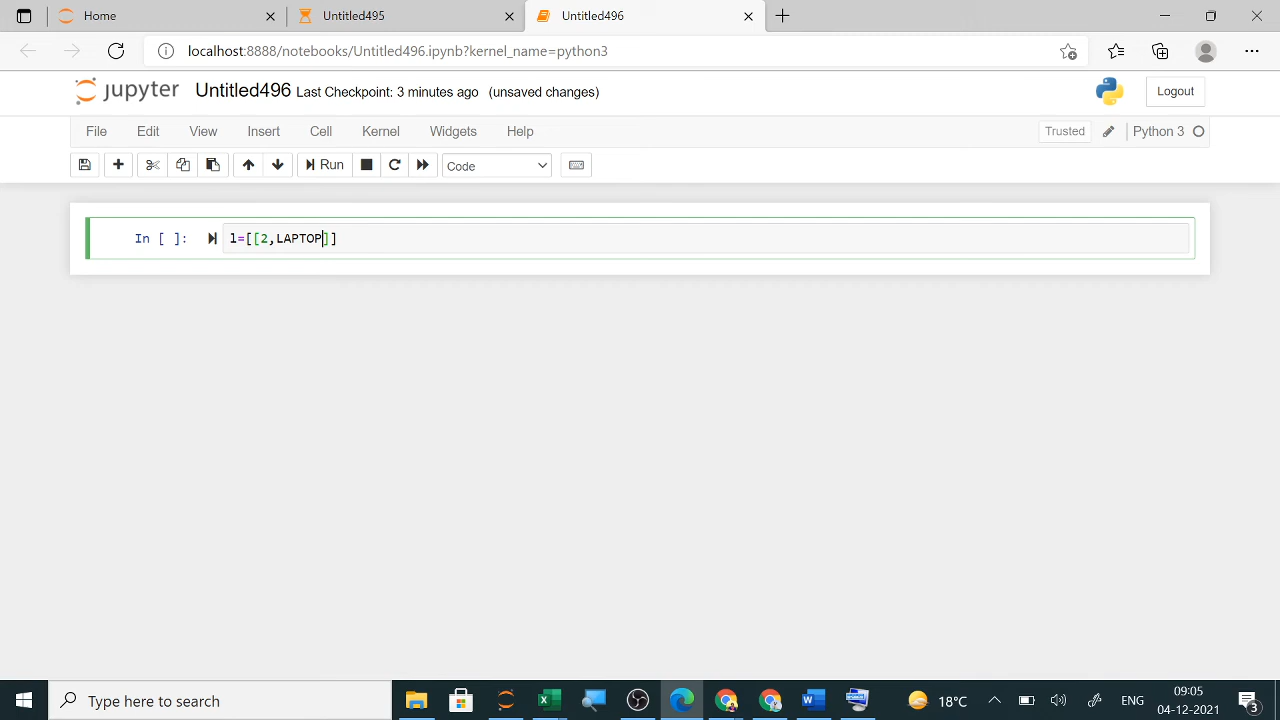 Home
Untitled495
Untitled496
localhost:8888/notebooks/Untitled496.ipynb?kernel_name=python3
jupyter Untitled496 Last Checkpoint: 3 minutes ago (unsaved changes)
Logout
File Edit View Insert Cell Kernel Widgets Help
Trusted
Python 3
Run
Code
In [ ]: l=[[2,LAPTOP]]
Type here to search
18°C
ENG
09:05
04-12-2021
3